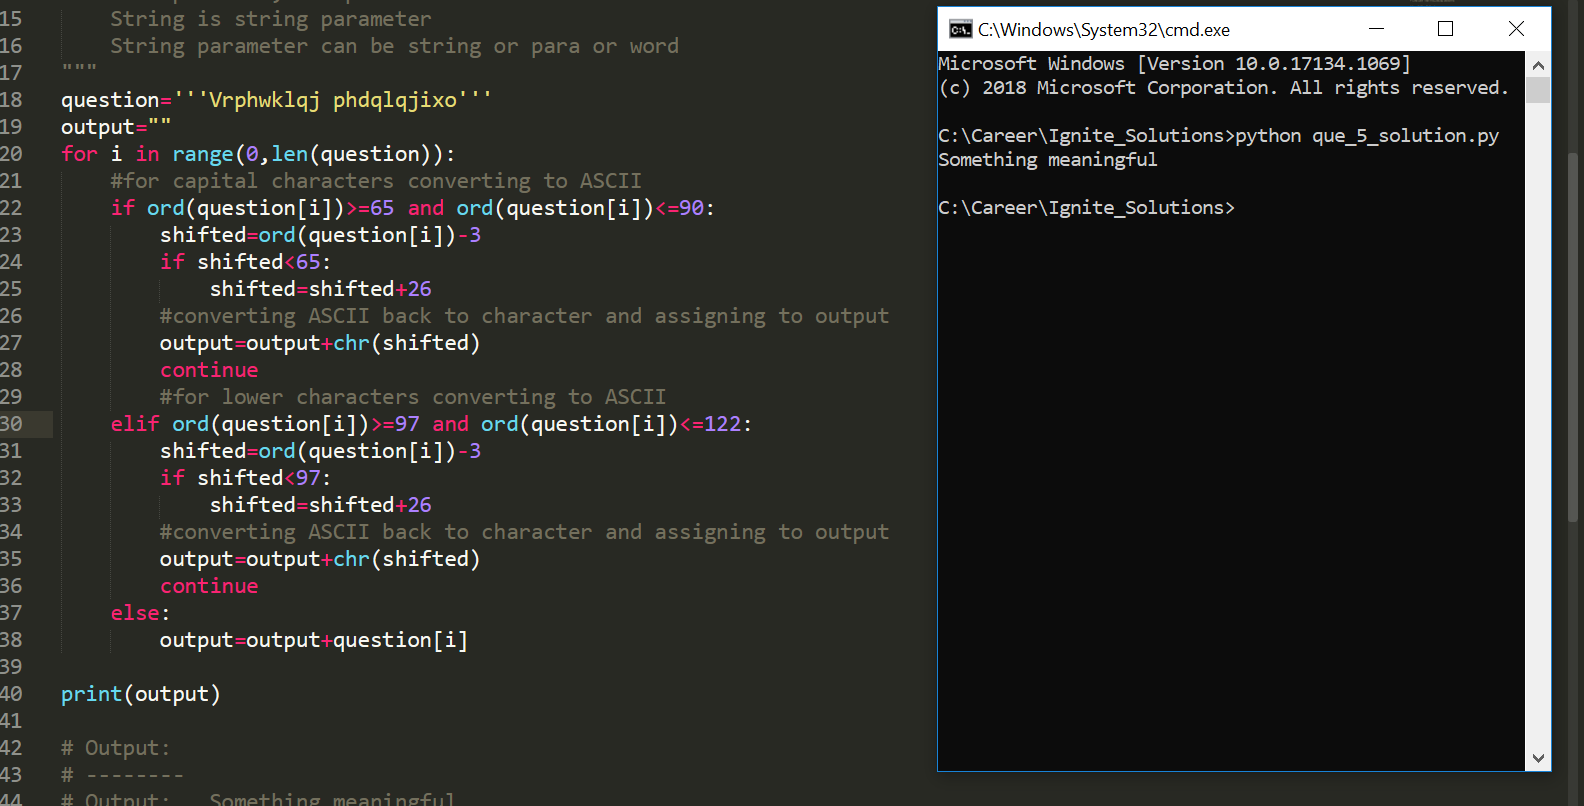 15 String is string parameter
16 String parameter can be string or para or word
17 """
18 question='''Vrphwklqj phdqlqjixo'''
19 output=""
20 for i in range(0,len(question)):
21 #for capital characters converting to ASCII
22 if ord(question[i])>=65 and ord(question[i])<=90:
23 shifted=ord(question[i])-3
24 if shifted<65:
25 shifted=shifted+26
26 #converting ASCII back to character and assigning to output
27 output=output+chr(shifted)
28 continue
29 #for lower characters converting to ASCII
30 elif ord(question[i])>=97 and ord(question[i])<=122:
31 shifted=ord(question[i])-3
32 if shifted<97:
33 shifted=shifted+26
34 #converting ASCII back to character and assigning to output
35 output=output+chr(shifted)
36 continue
37 else:
38 output=output+question[i]
39
40 print(output)
41
42 # Output:
43 # --------
44 # Output: Something meaningful
C:\Windows\System32\cmd.exe
Microsoft Windows [Version 10.0.17134.1069]
(c) 2018 Microsoft Corporation. All rights reserved.
C:\Career\Ignite_Solutions>python que_5_solution.py
Something meaningful
C:\Career\Ignite_Solutions>